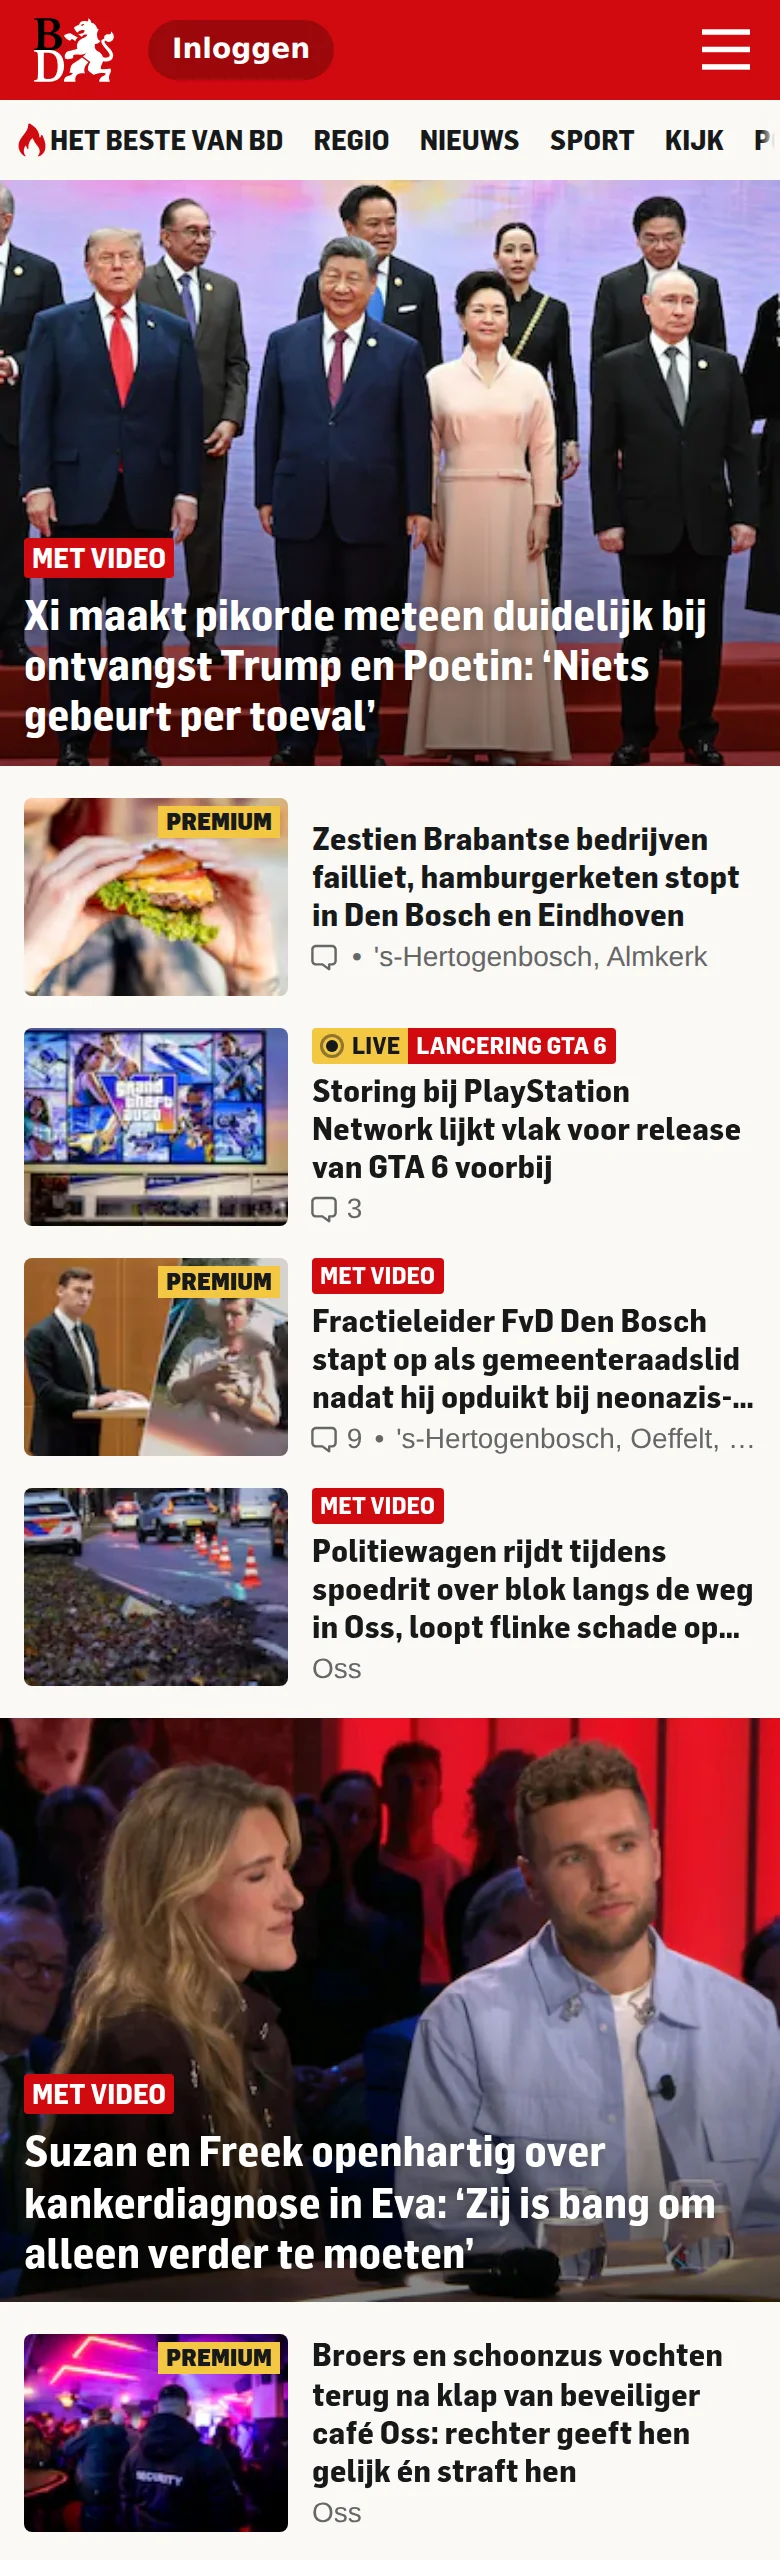 BD
Inloggen
HET BESTE VAN BD REGIO NIEUWS SPORT KIJK
MET VIDEO
Xi maakt pikorde meteen duidelijk bij
ontvangst Trump en Poetin: ‘Niets
gebeurt per toeval’
PREMIUM
Zestien Brabantse bedrijven
failliet, hamburgerketen stopt
in Den Bosch en Eindhoven
• 's-Hertogenbosch, Almkerk
grand
theft
auto
LIVE LANCERING GTA 6
Storing bij PlayStation
Network lijkt vlak voor release
van GTA 6 voorbij
3
PREMIUM
MET VIDEO
Fractieleider FvD Den Bosch
stapt op als gemeenteraadslid
nadat hij opduikt bij neonazis-...
9 • 's-Hertogenbosch, Oeffelt, …
MET VIDEO
Politiewagen rijdt tijdens
spoedrit over blok langs de weg
in Oss, loopt flinke schade op...
Oss
MET VIDEO
Suzan en Freek openhartig over
kankerdiagnose in Eva: ‘Zij is bang om
alleen verder te moeten’
PREMIUM
SECURITY
Broers en schoonzus vochten
terug na klap van beveiliger
café Oss: rechter geeft hen
gelijk én straft hen
Oss